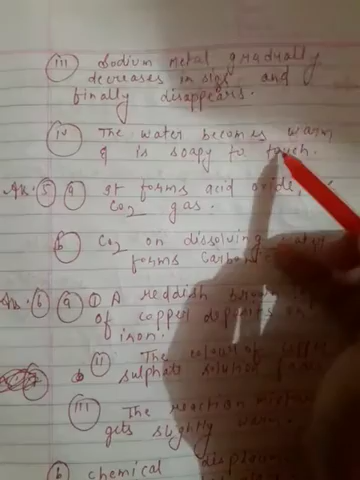 (iii) Sodium metal gradually
decreases in size and
finally disappears.
(iv) The water becomes warm
& is soapy to touch.
Ans. (5) (a) It forms acid oxide,
CO2 gas.
(b) CO2 on dissolving
forms Carbon
Ans. (6) (a) (i) A reddish brown
of copper deposits on
iron.
(ii) The colour of
sulphate solution
(iii) The reaction mixture
gets slightly warm.
(b) chemical